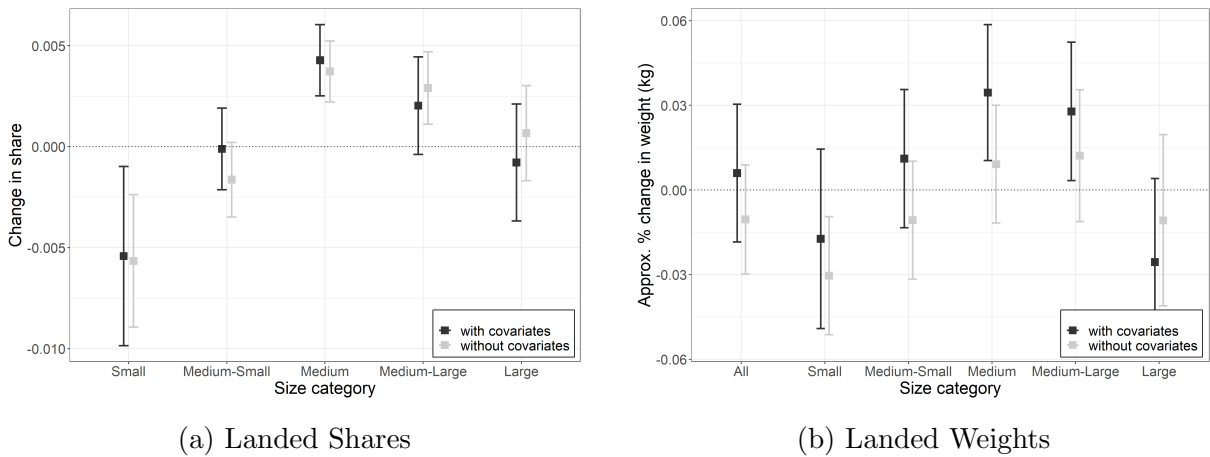 Change in share
0.005
0.000
-0.005
-0.010
with covariates
without covariates
Small Medium-Small Medium Medium-Large Large
Size category
(a) Landed Shares
Approx. % change in weight (kg)
0.06
0.03
0.00
-0.03
-0.06
with covariates
without covariates
All Small Medium-Small Medium Medium-Large Large
Size category
(b) Landed Weights